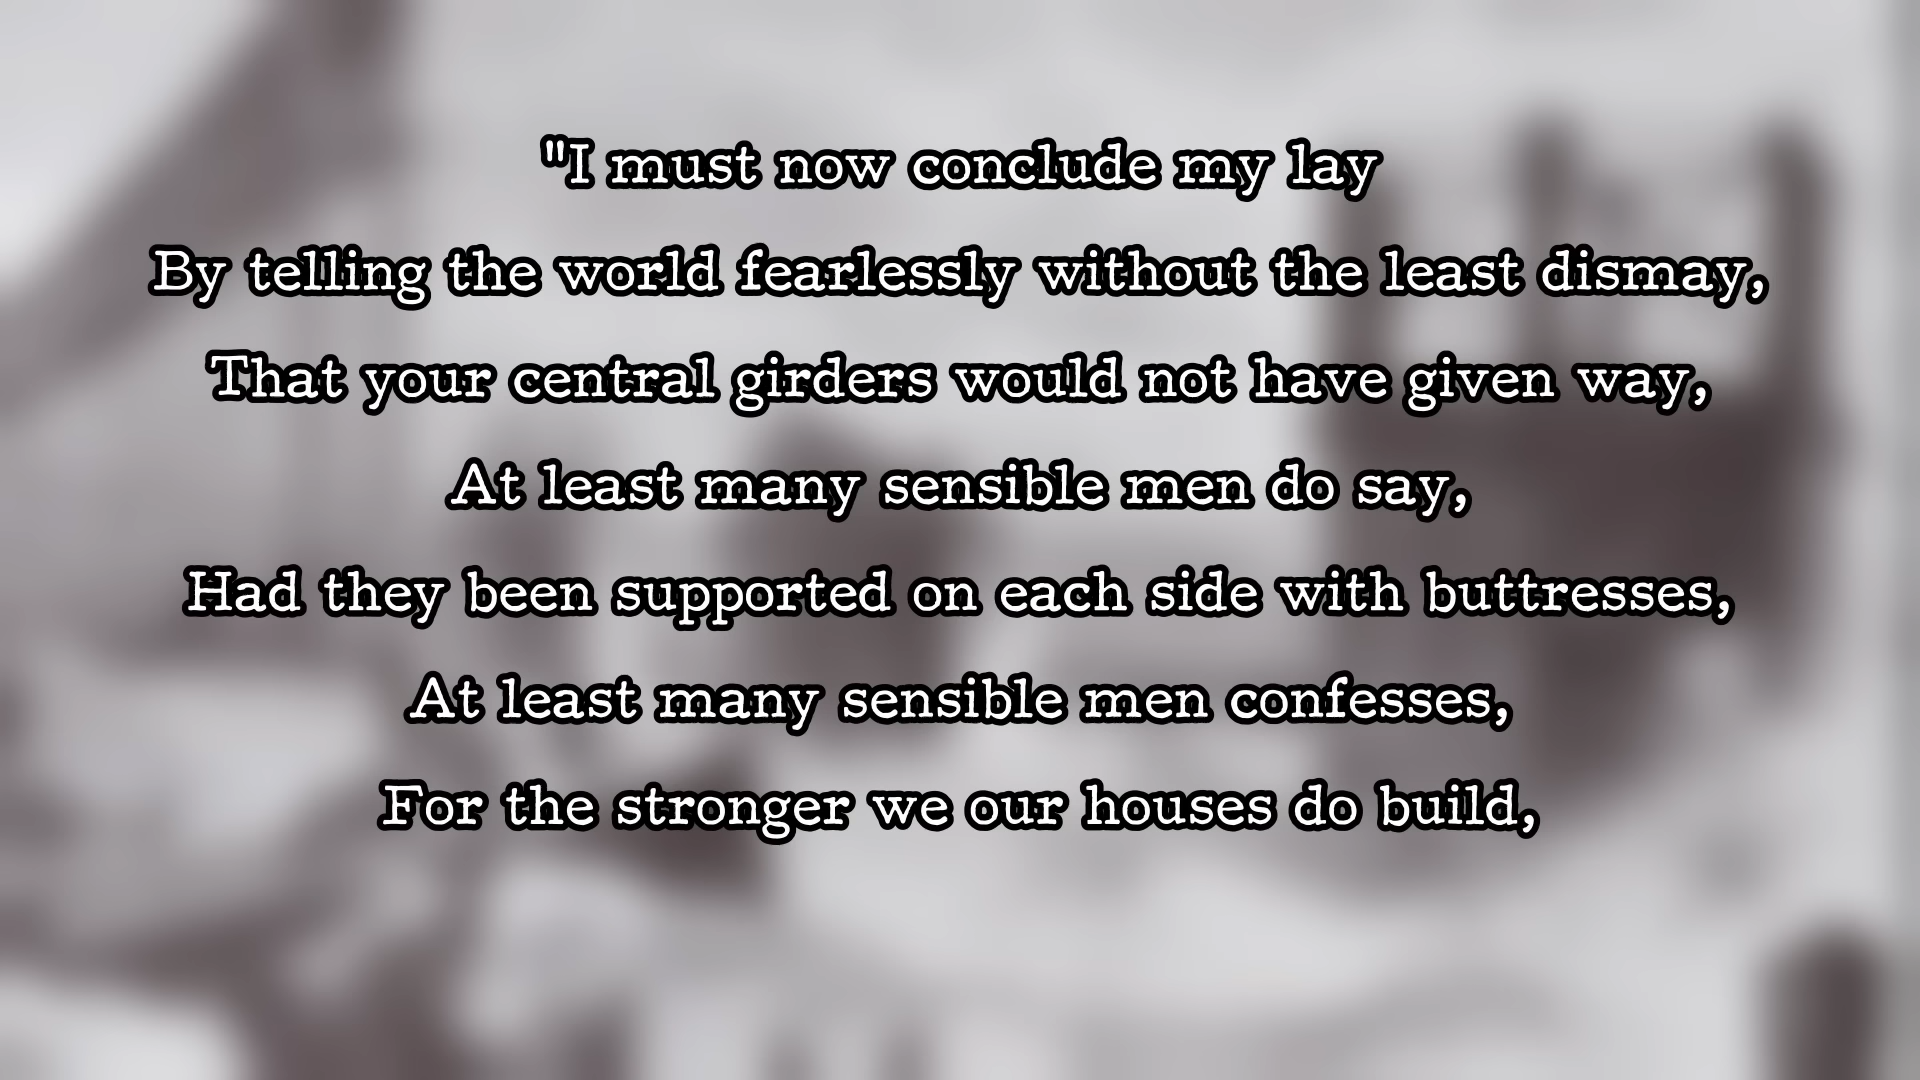 "I must now conclude my lay
By telling the world fearlessly without the least dismay,
That your central girders would not have given way,
At least many sensible men do say,
Had they been supported on each side with buttresses,
At least many sensible men confesses,
For the stronger we our houses do build,